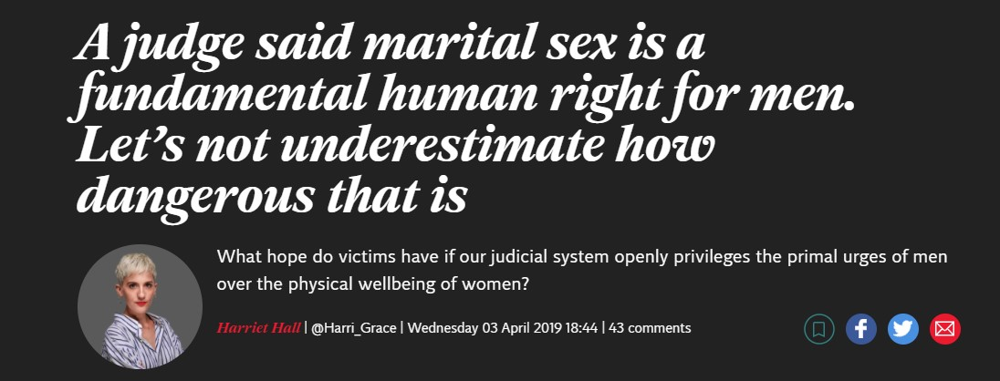 A judge said marital sex is a
fundamental human right for men.
Let’s not underestimate how
dangerous that is
What hope do victims have if our judicial system openly privileges the primal urges of men
over the physical wellbeing of women?
Harriet Hall | @Harri_Grace | Wednesday 03 April 2019 18:44 | 43 comments